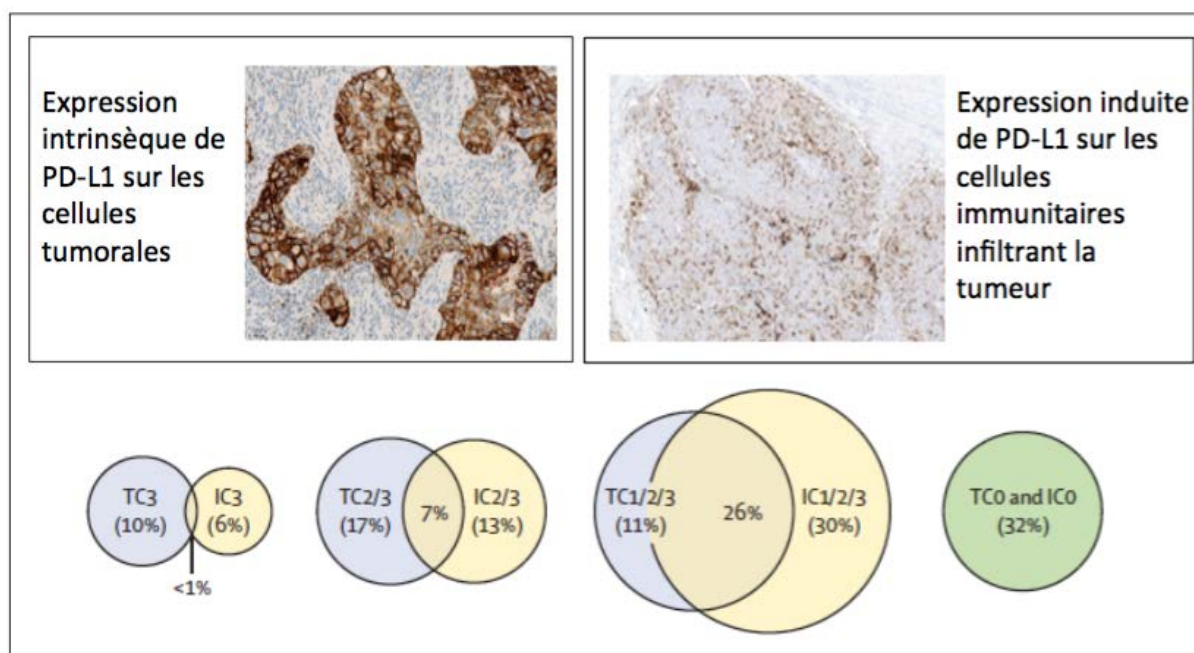 Expression
intrinsèque de
PD-L1 sur les
cellules
tumorales
Expression induite
de PD-L1 sur les
cellules
immunitaires
infiltrant la
tumeur
TC3
(10%)
IC3
(6%)
<1%
TC2/3
(17%)
7%
IC2/3
(13%)
TC1/2/3
(11%)
26%
IC1/2/3
(30%)
TC0 and IC0
(32%)